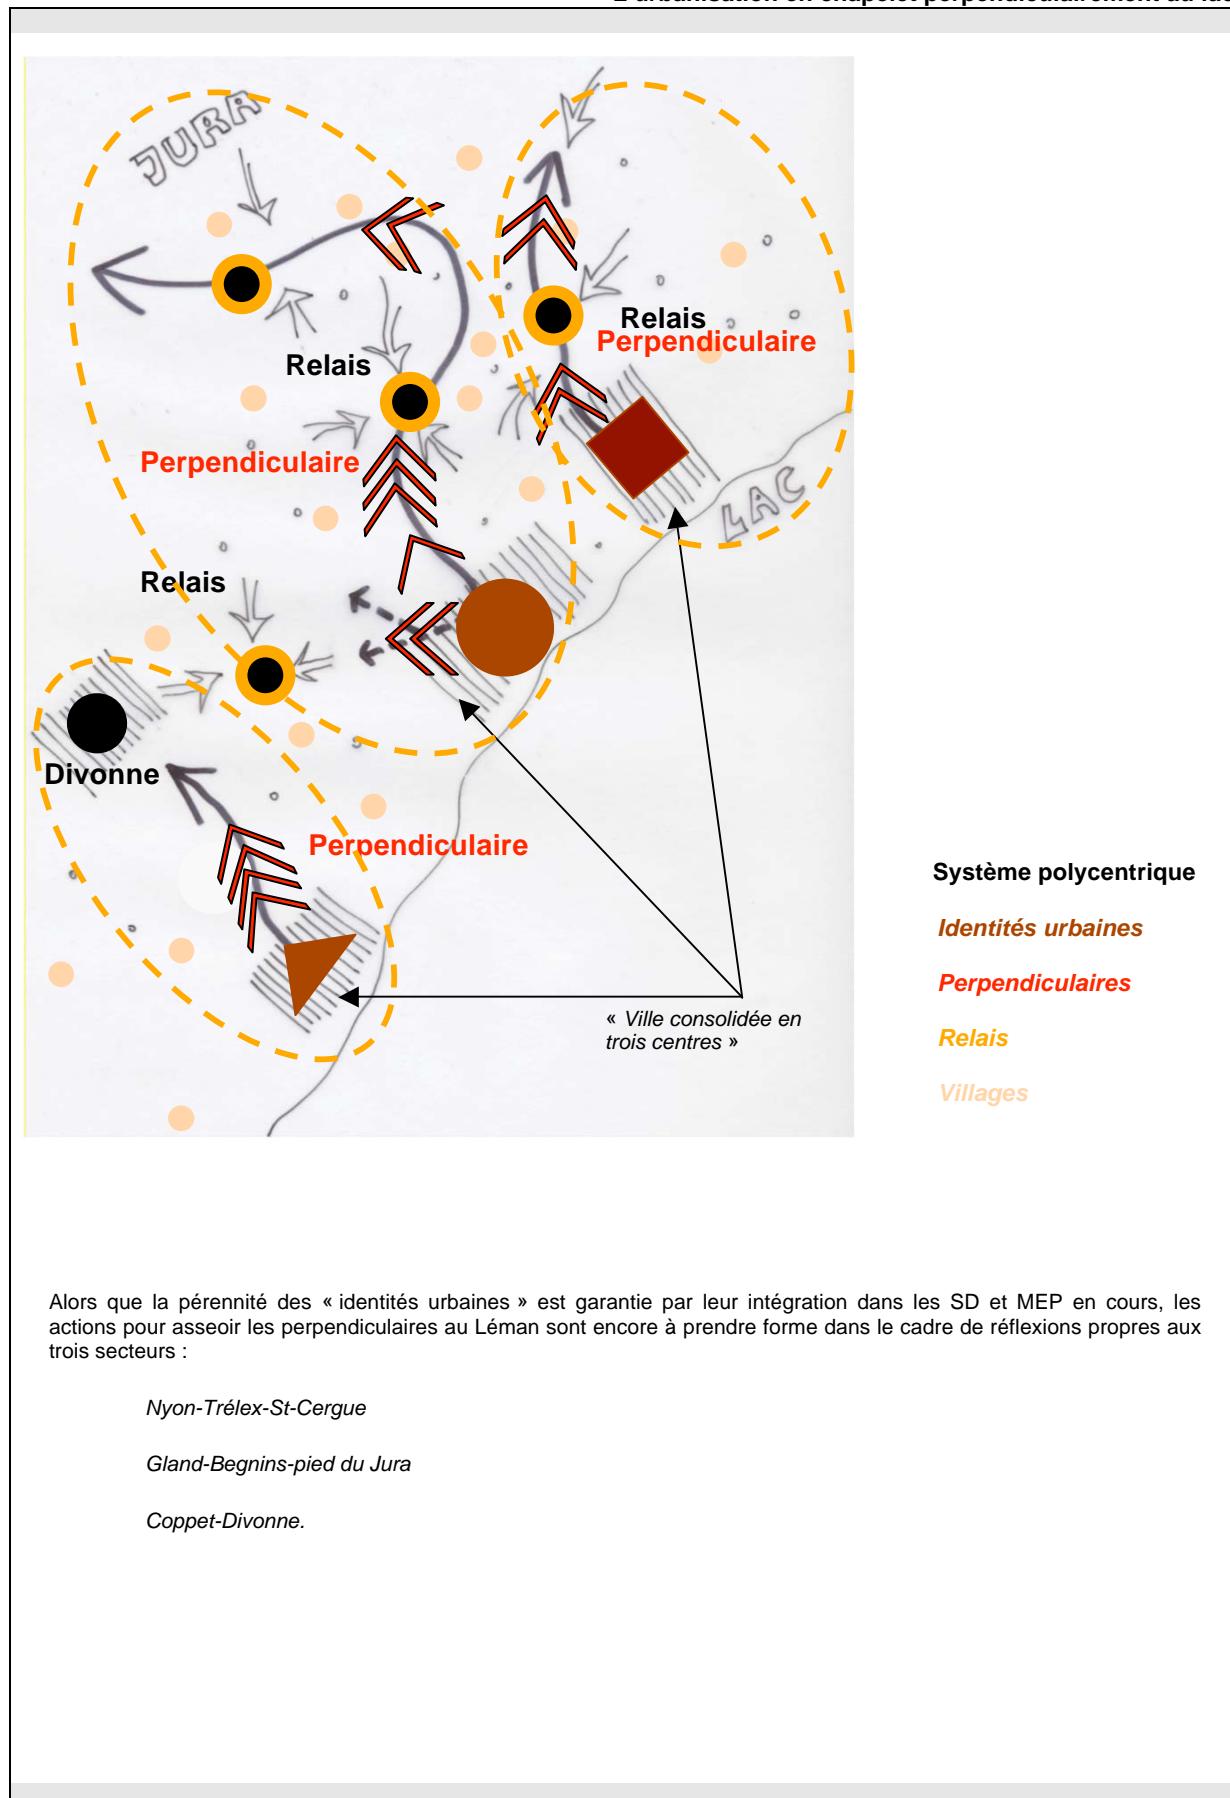 JURA
Relais
Perpendiculaire
Relais
Perpendiculaire
LAC
Relais
Divonne
Perpendiculaire
« Ville consolidée en
trois centres »
Système polycentrique
Identités urbaines
Perpendiculaires
Relais
Villages
Alors que la pérennité des « identités urbaines » est garantie par leur intégration dans les SD et MEP en cours, les
actions pour asseoir les perpendiculaires au Léman sont encore à prendre forme dans le cadre de réflexions propres aux
trois secteurs :
Nyon-Trélex-St-Cergue
Gland-Begnins-pied du Jura
Coppet-Divonne.